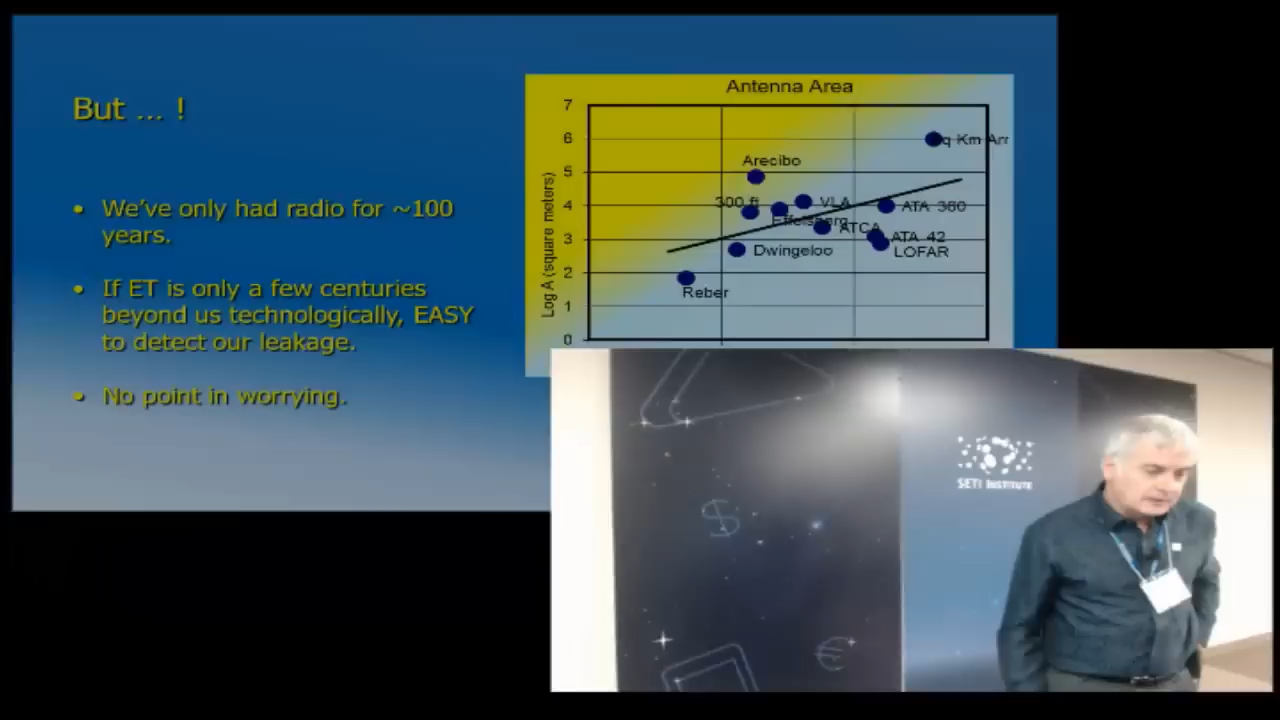 But ... !
• We've only had radio for ~100
years.
• If ET is only a few centuries
beyond us technologically, EASY
to detect our leakage.
• No point in worrying.
Antenna Area
Log A (square meters)
7
6
5
4
3
2
1
0
q Km Arr
Arecibo
300 ft
VLA
ATA 360
Effelsberg
ATCA
ATA 42
Dwingeloo
LOFAR
Reber
$
€
SETI INSTITUTE